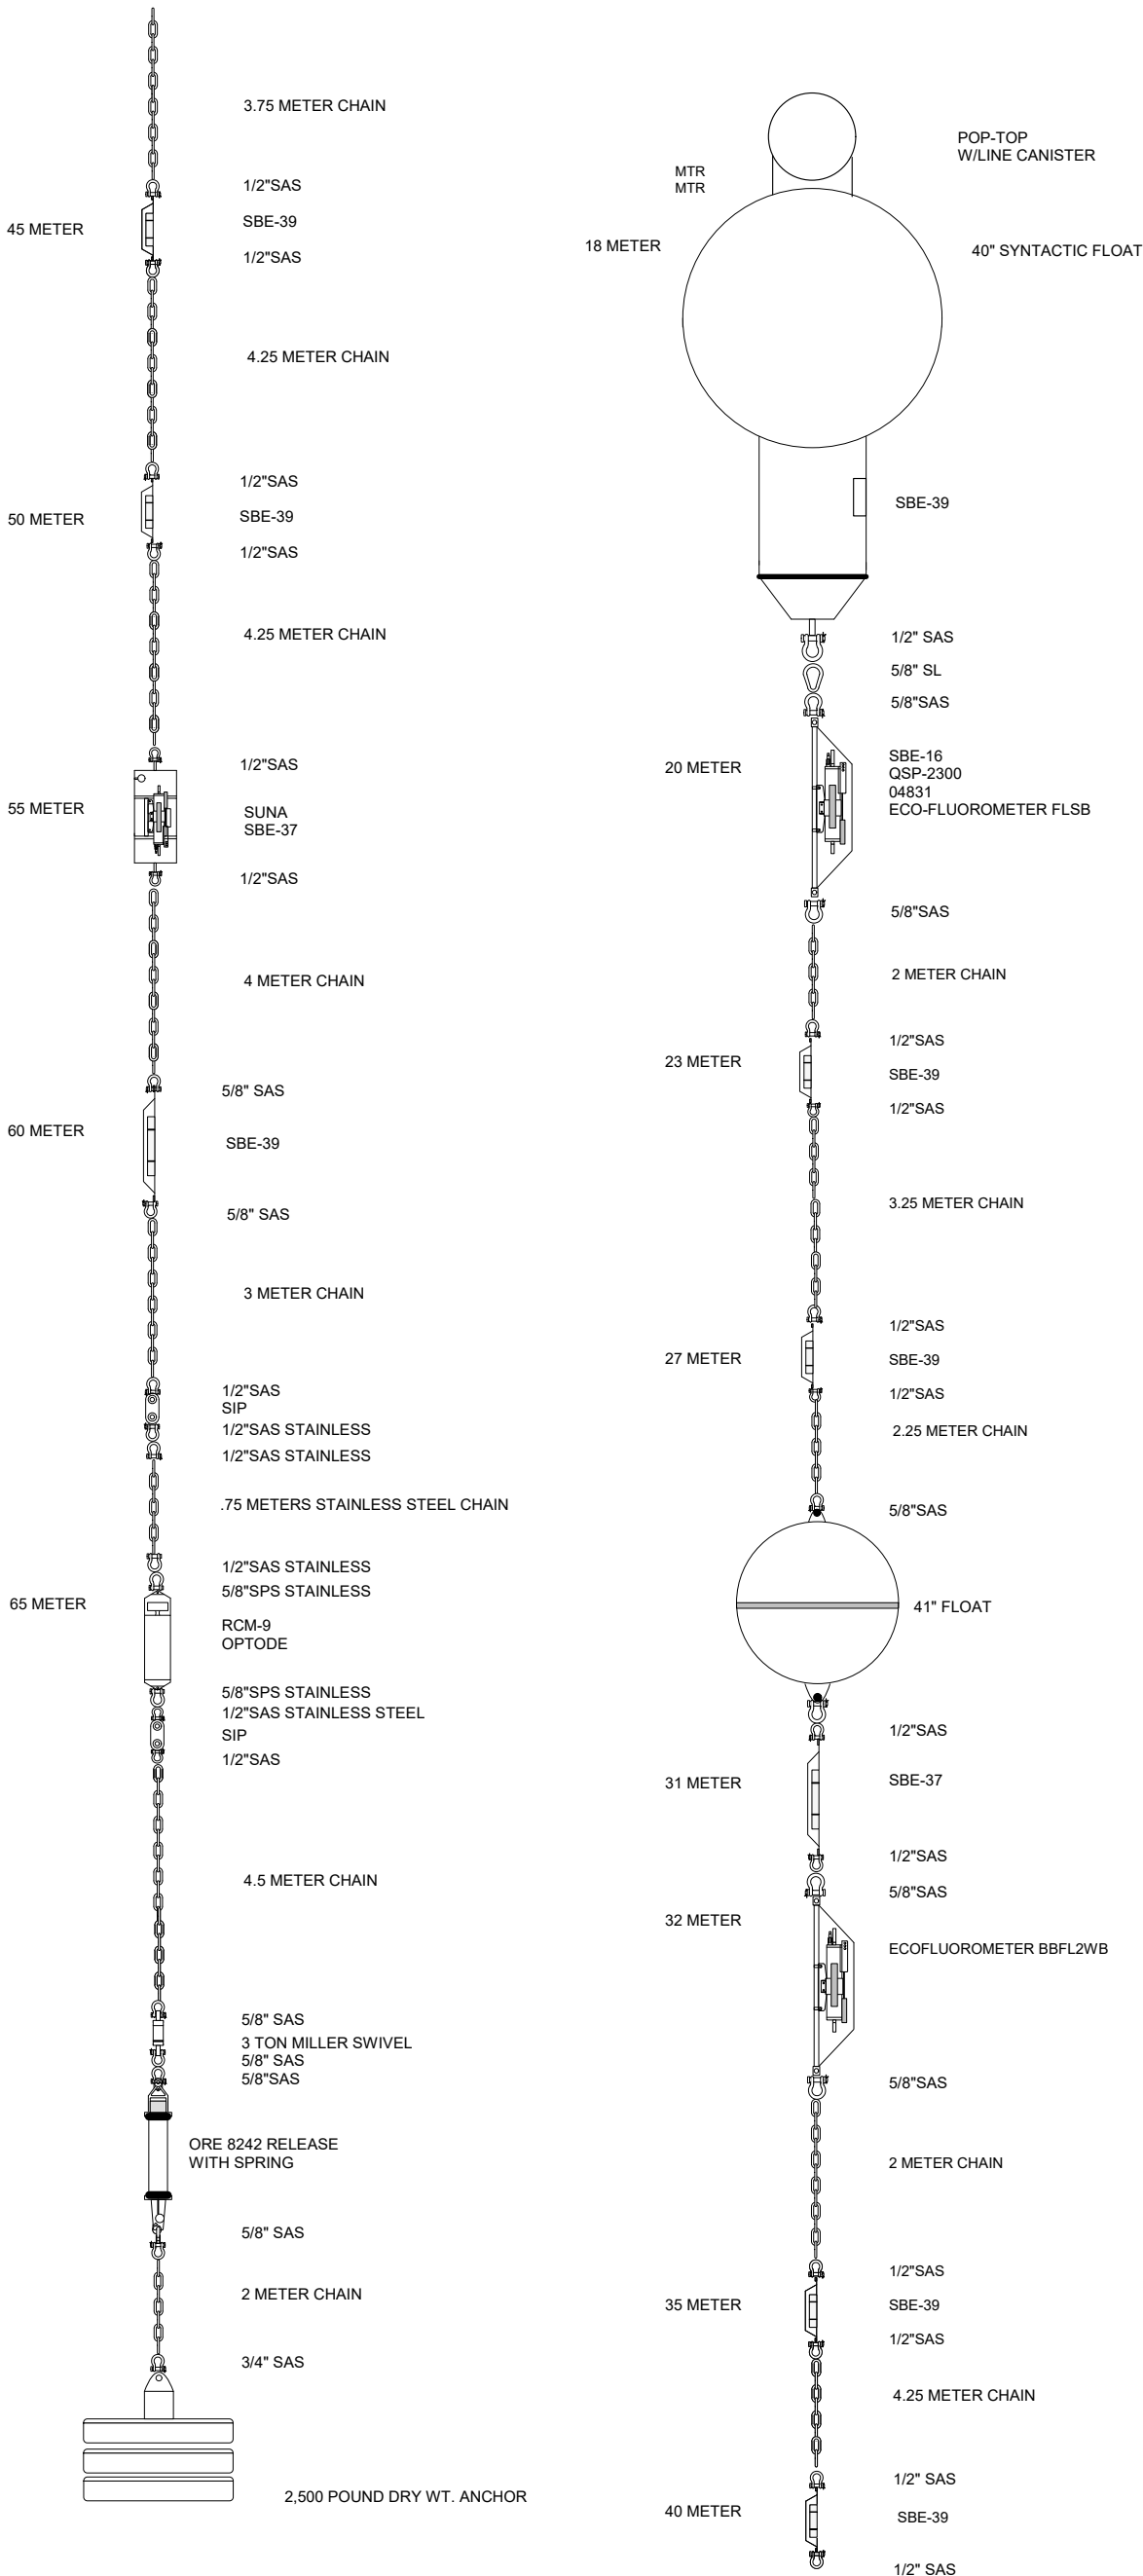 3.75 METER CHAIN
1/2"SAS
45 METER
SBE-39
1/2"SAS
4.25 METER CHAIN
1/2"SAS
50 METER
SBE-39
1/2"SAS
4.25 METER CHAIN
1/2"SAS
55 METER
SUNA
SBE-37
1/2"SAS
4 METER CHAIN
5/8" SAS
60 METER
SBE-39
5/8" SAS
3 METER CHAIN
1/2"SAS
SIP
1/2"SAS STAINLESS
1/2"SAS STAINLESS
.75 METERS STAINLESS STEEL CHAIN
1/2"SAS STAINLESS
5/8"SPS STAINLESS
65 METER
RCM-9
OPTODE
5/8"SPS STAINLESS
1/2"SAS STAINLESS STEEL
SIP
1/2"SAS
4.5 METER CHAIN
5/8" SAS
3 TON MILLER SWIVEL
5/8" SAS
5/8"SAS
ORE 8242 RELEASE
WITH SPRING
5/8" SAS
2 METER CHAIN
3/4" SAS
2,500 POUND DRY WT. ANCHOR
POP-TOP
W/LINE CANISTER
MTR
MTR
18 METER
40" SYNTACTIC FLOAT
SBE-39
1/2" SAS
5/8" SL
5/8"SAS
20 METER
SBE-16
QSP-2300
04831
ECO-FLUOROMETER FLSB
5/8"SAS
2 METER CHAIN
1/2"SAS
23 METER
SBE-39
1/2"SAS
3.25 METER CHAIN
1/2"SAS
27 METER
SBE-39
1/2"SAS
2.25 METER CHAIN
5/8"SAS
41" FLOAT
1/2"SAS
31 METER
SBE-37
1/2"SAS
5/8"SAS
32 METER
ECOFLUOROMETER BBFL2WB
5/8"SAS
2 METER CHAIN
1/2"SAS
35 METER
SBE-39
1/2"SAS
4.25 METER CHAIN
1/2" SAS
40 METER
SBE-39
1/2" SAS